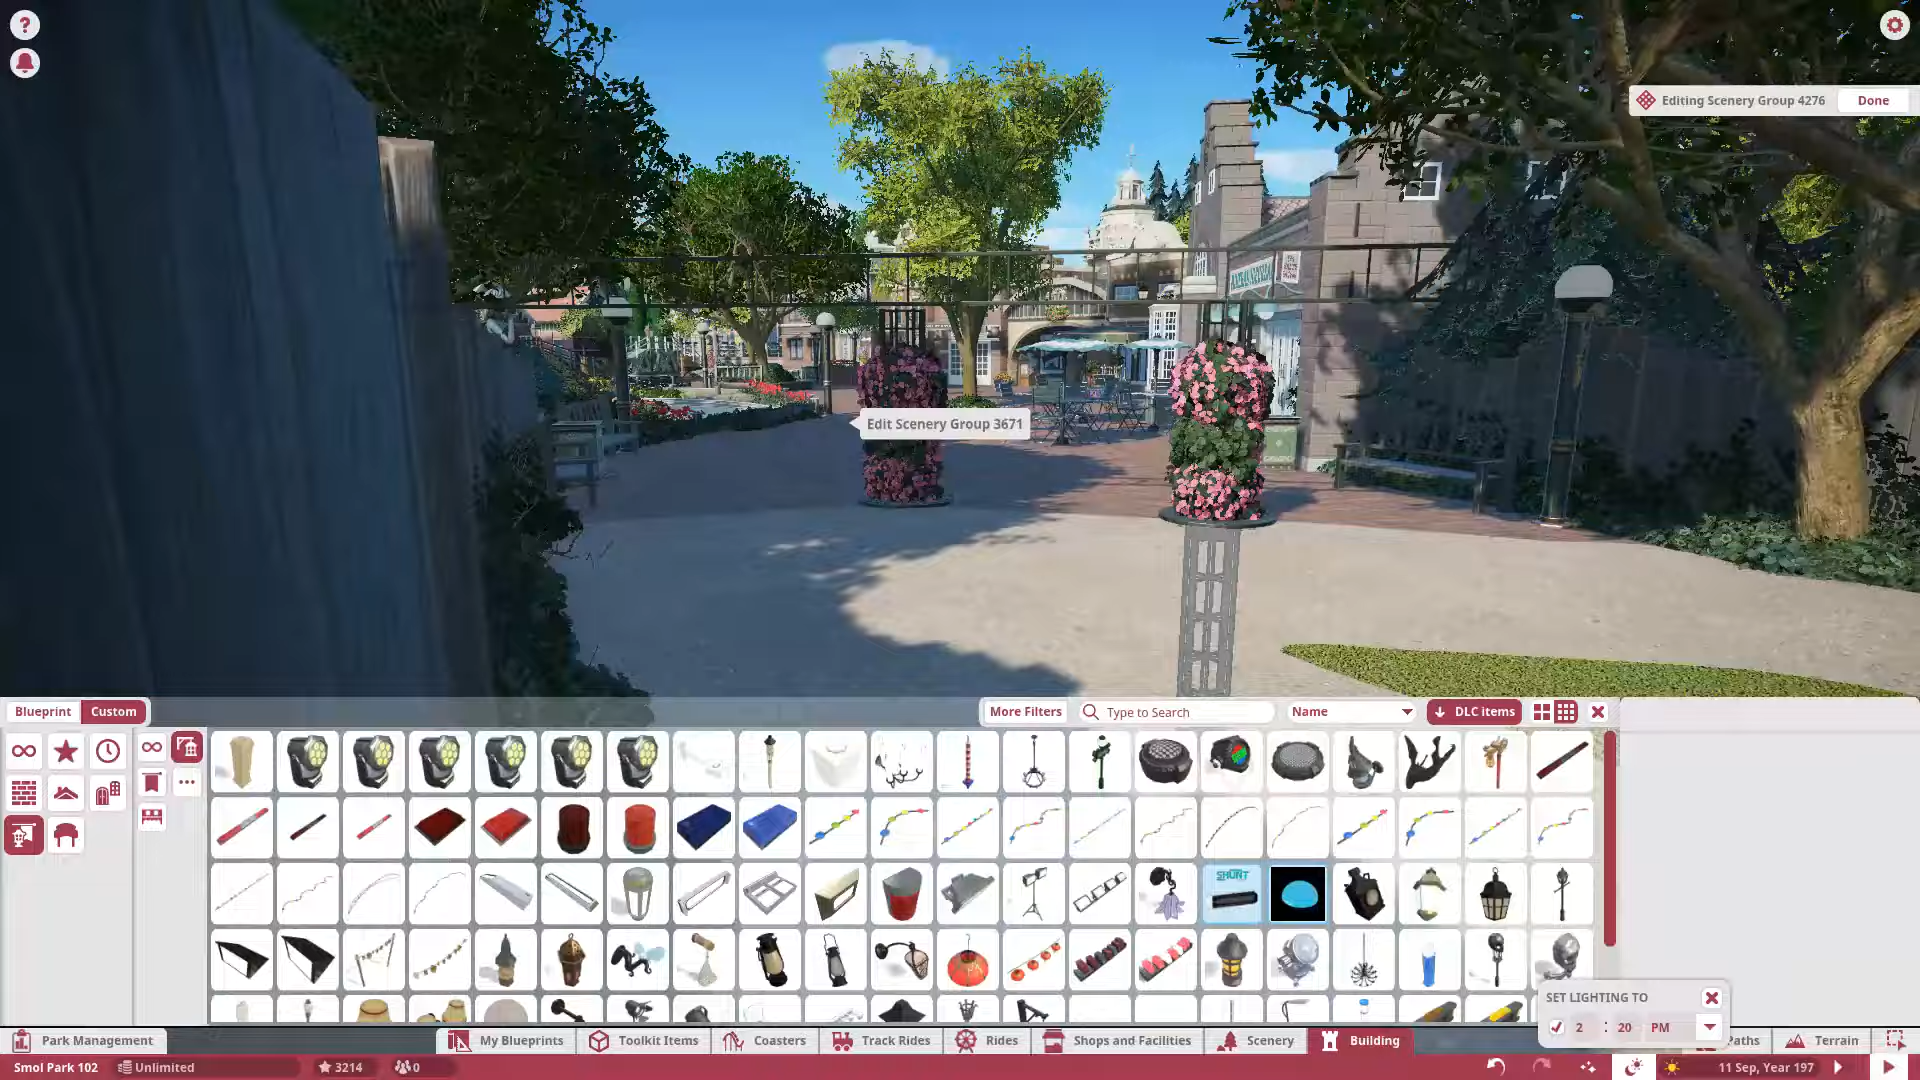 ?
Editing Scenery Group 4276
Done
Edit Scenery Group 3671
Blueprint
Custom
More Filters
Type to Search
Name
DLC items
SHUNT
SET LIGHTING TO
2 : 20 PM
Park Management
My Blueprints
Toolkit Items
Coasters
Track Rides
Rides
Shops and Facilities
Scenery
Building
Paths
Terrain
Smol Park 102
Unlimited
3214
0
11 Sep, Year 197